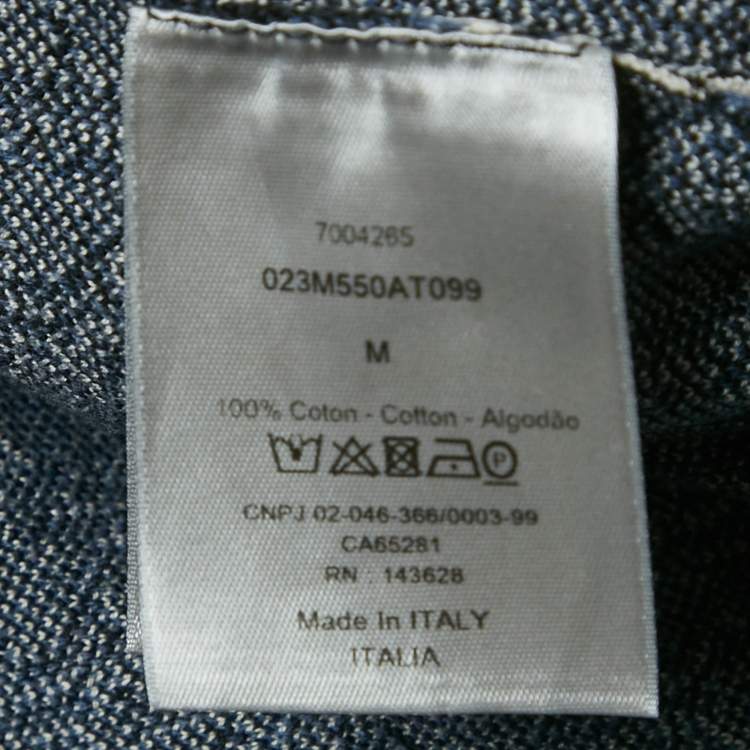 7004265
023M550AT099
M
100% Coton - Cotton - Algodão
P
CNPJ 02-046-366/0003-99
CA65281
RN : 143628
Made In ITALY
ITALIA